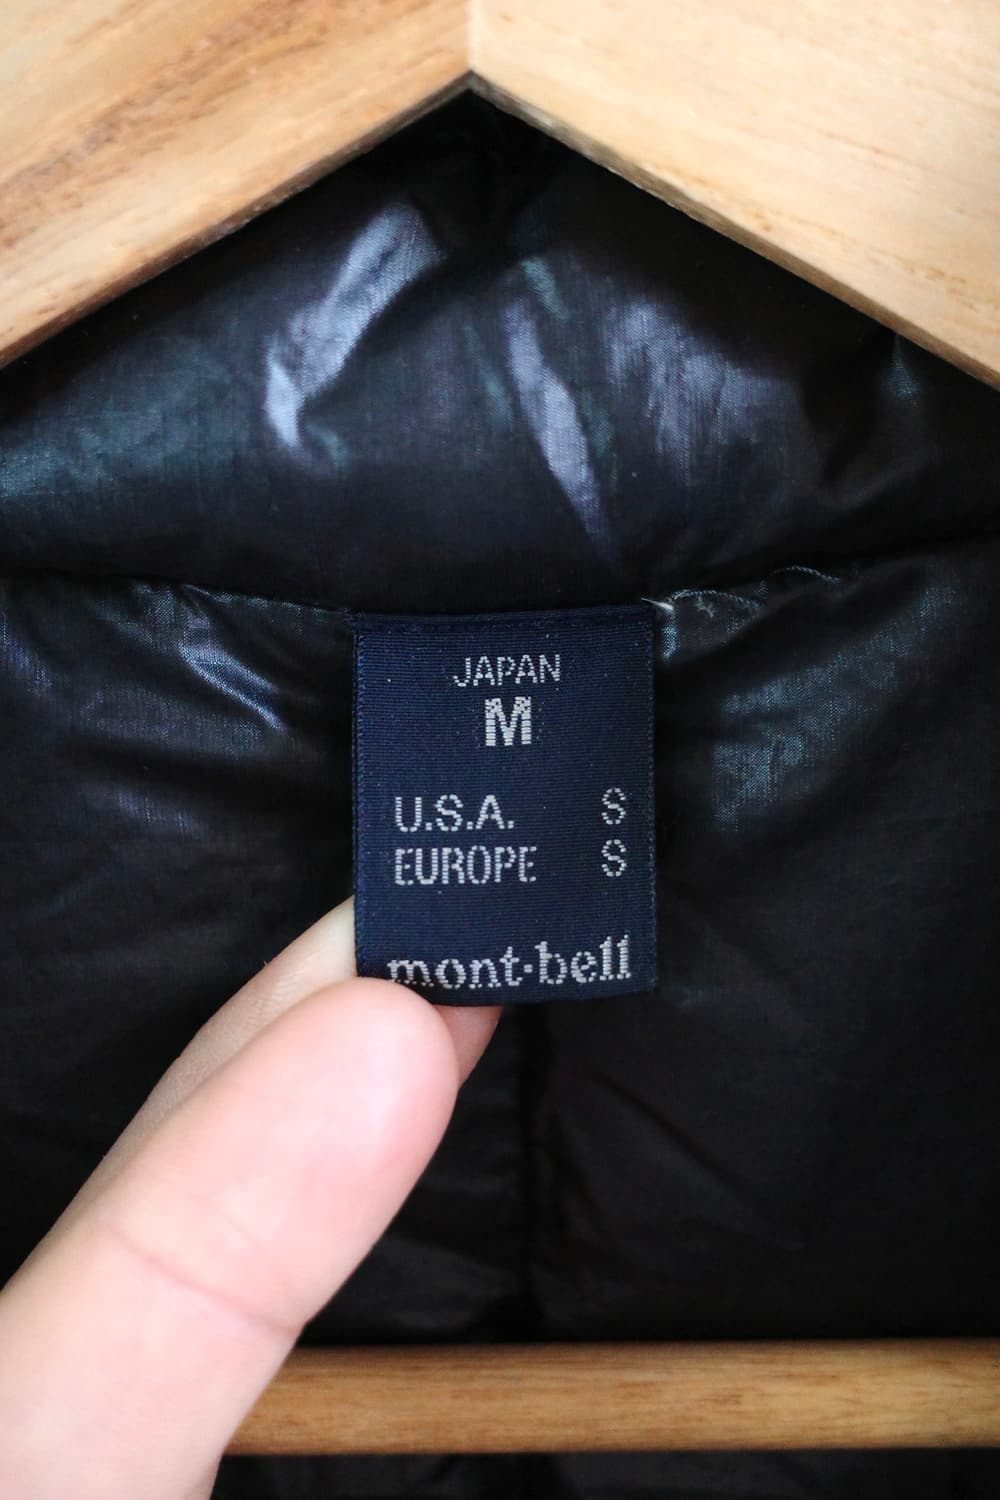 JAPAN
M
U.S.A. S
EUROPE S
mont·bell